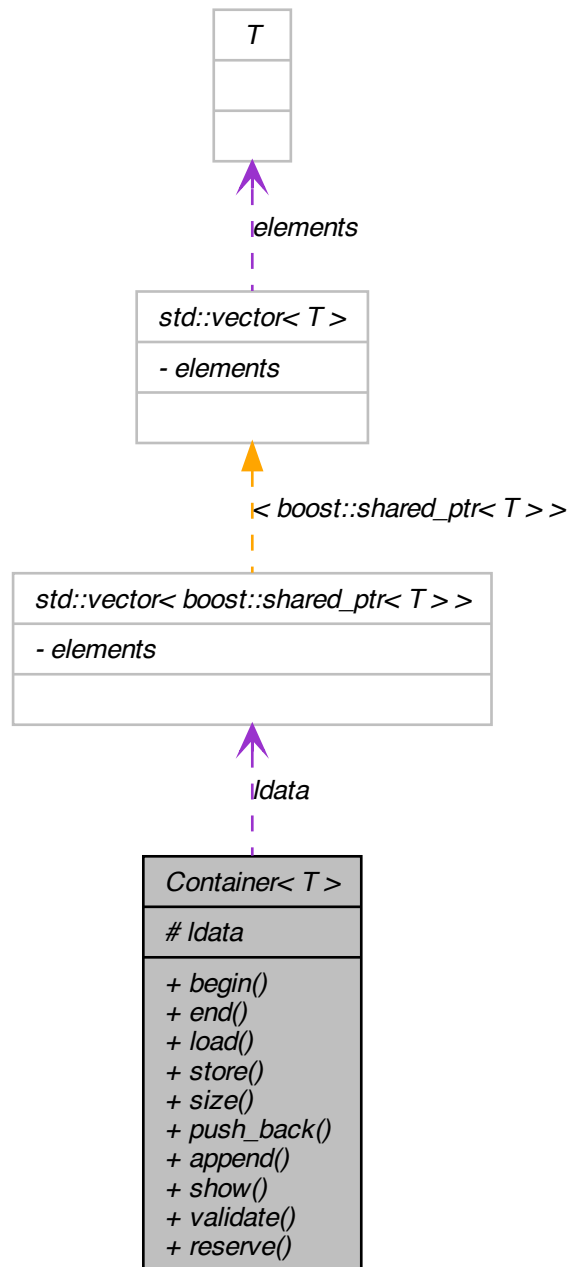 T
elements
std::vector< T >
- elements
< boost::shared_ptr< T > >
std::vector< boost::shared_ptr< T > >
- elements
ldata
Container< T >
# ldata
+ begin()
+ end()
+ load()
+ store()
+ size()
+ push_back()
+ append()
+ show()
+ validate()
+ reserve()